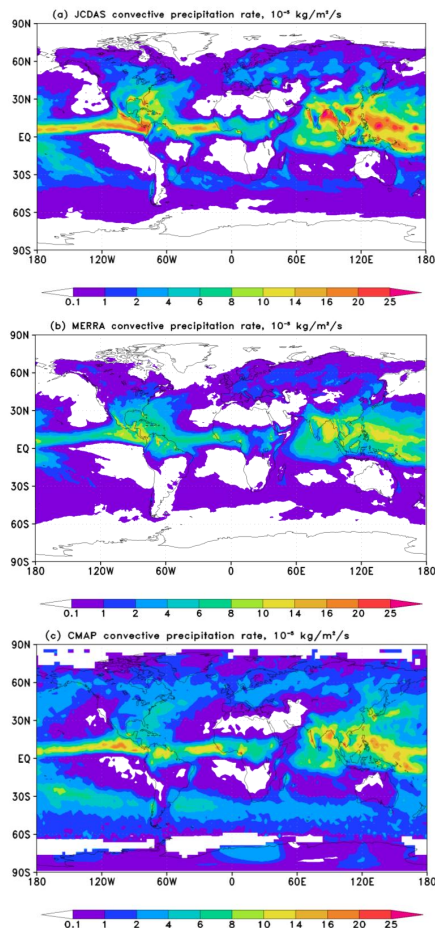 (a) JCDAS convective precipitation rate, 10⁻⁵ kg/m²/s
90N
60N
30N
EQ
30S
60S
90S
180 120W 60W 0 60E 120E 180
0.1 1 2 4 6 8 10 14 16 20 25
(b) MERRA convective precipitation rate, 10⁻⁵ kg/m²/s
90N
60N
30N
EQ
30S
60S
90S
180 120W 60W 0 60E 120E 180
0.1 1 2 4 6 8 10 14 16 20 25
(c) CMAP convective precipitation rate, 10⁻⁵ kg/m²/s
90N
60N
30N
EQ
30S
60S
90S
180 120W 60W 0 60E 120E 180
0.1 1 2 4 6 8 10 14 16 20 25